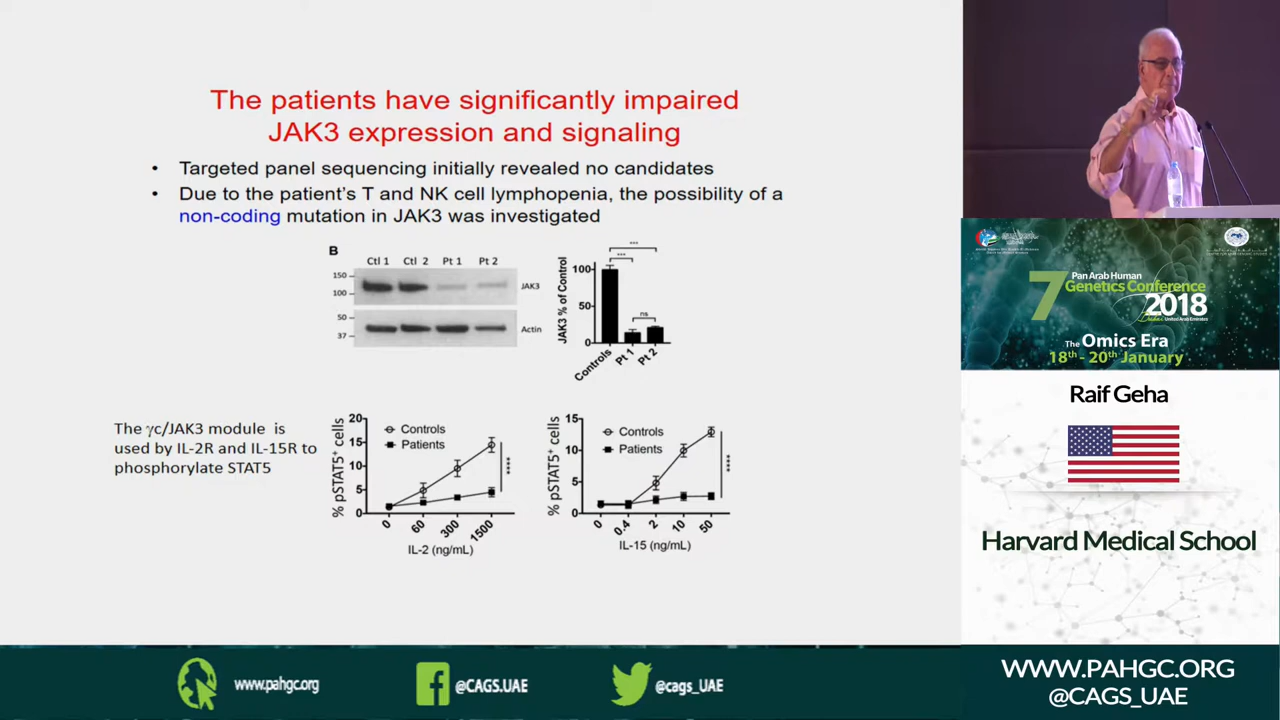 The patients have significantly impaired
JAK3 expression and signaling
• Targeted panel sequencing initially revealed no candidates
• Due to the patient's T and NK cell lymphopenia, the possibility of a
non-coding mutation in JAK3 was investigated
B
Ctl 1 Ctl 2 Pt 1 Pt 2
150
100
JAK3
50
37
Actin
JAK3 % of Control
100
50
0
***
***
ns
Controls
Pt 1
Pt 2
The γc/JAK3 module is
used by IL-2R and IL-15R to
phosphorylate STAT5
% pSTAT5+ cells
20
15
10
5
0
Controls
Patients
****
0 60 300 1500
IL-2 (ng/mL)
% pSTAT5+ cells
15
10
5
0
Controls
Patients
****
0 0.4 2 10 50
IL-15 (ng/mL)
7
Pan Arab Human
Genetics Conference
2018
Dubai United Arab Emirates
The Omics Era
18th - 20th January
Raif Geha
Harvard Medical School
WWW.PAHGC.ORG
@CAGS_UAE
www.pahgc.org
@CAGS.UAE
@cags_UAE